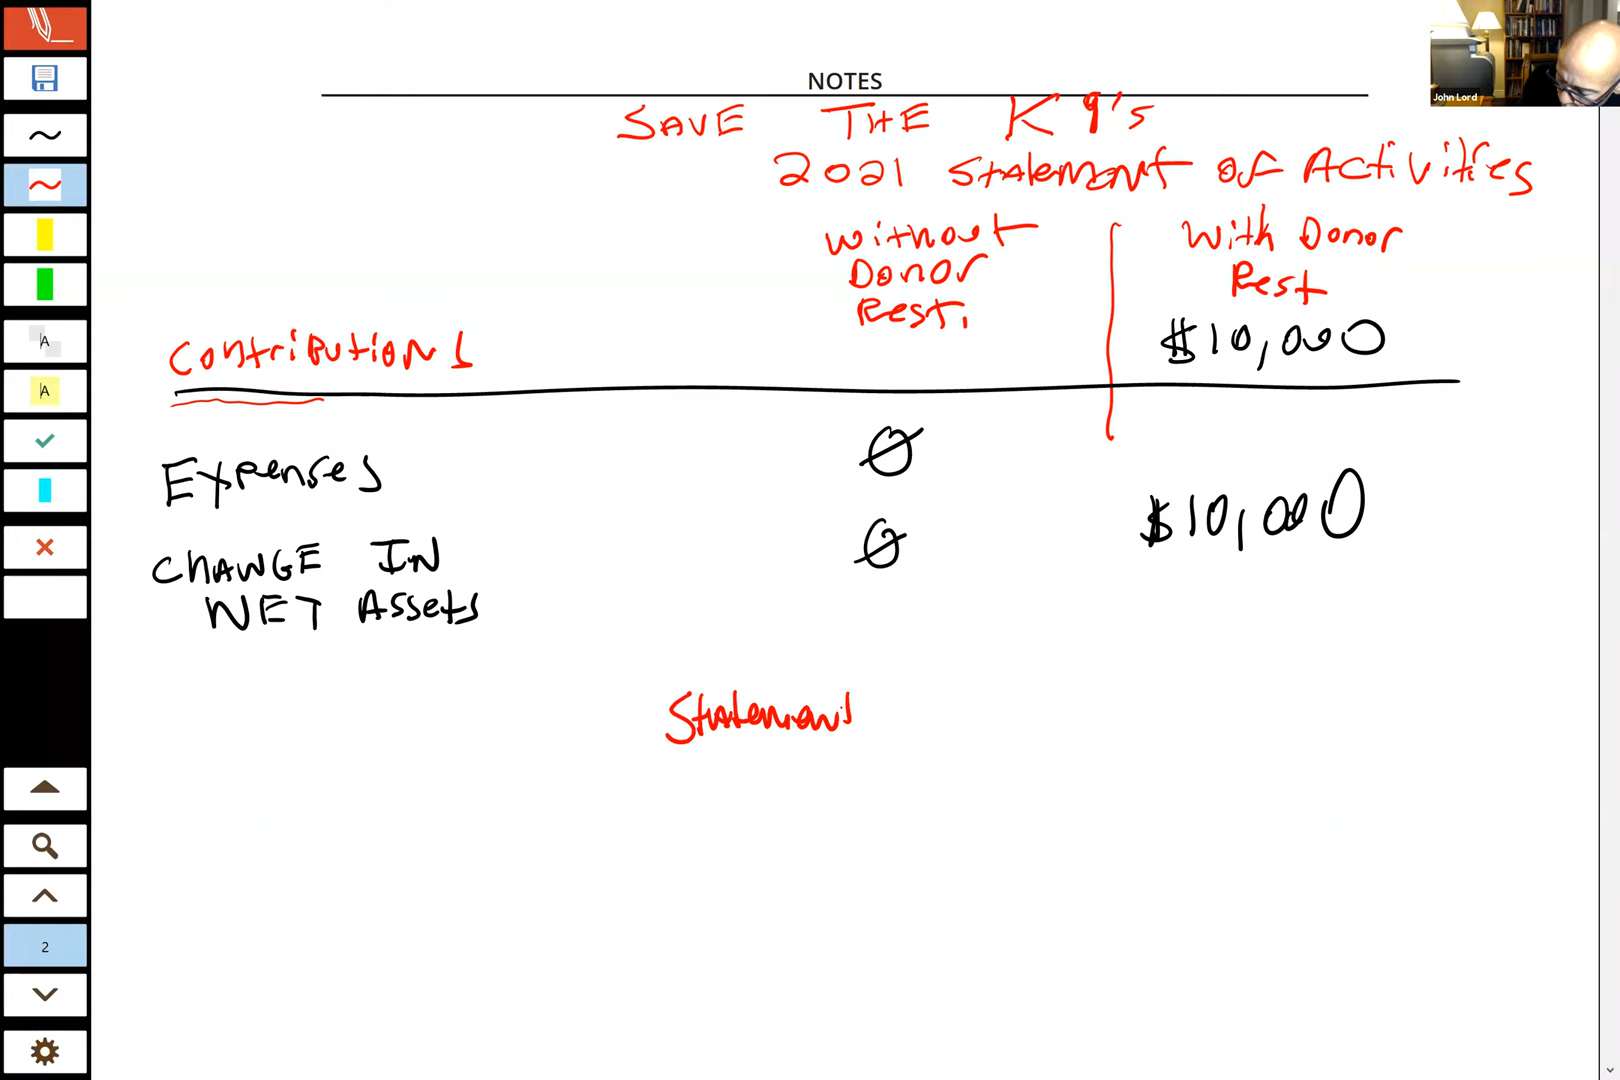 NOTES
John Lord
SAVE THE K9's
2021 Statement of Activities
Without Donor Rest.
With Donor Rest
Contributions
$10,000
Expenses
Ø
CHANGE IN
NET Assets
Ø
$10,000
Statement
A
A
2